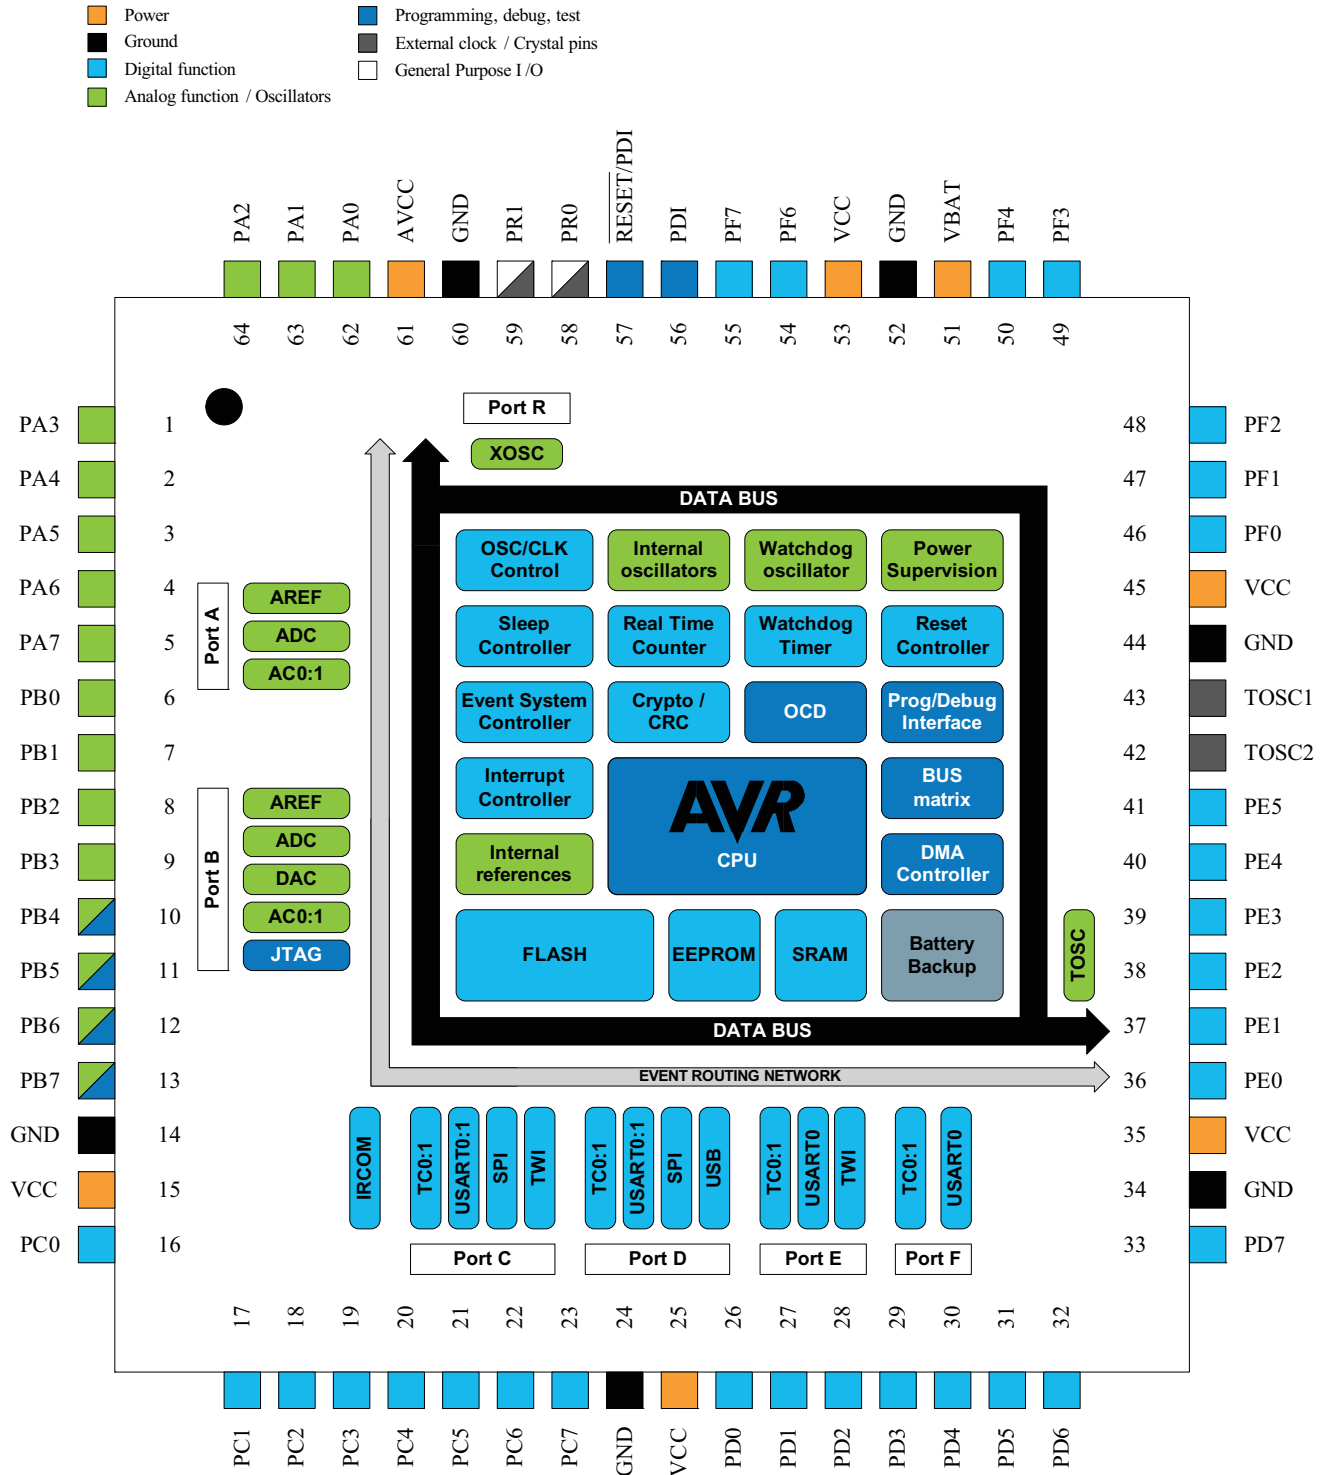 Power
Ground
Digital function
Analog function / Oscillators
Programming, debug, test
External clock / Crystal pins
General Purpose I /O
PA2
PA1
PA0
AVCC
GND
PR1
PR0
RESET/PDI
PDI
PF7
PF6
VCC
GND
VBAT
PF4
PF3
64
63
62
61
60
59
58
57
56
55
54
53
52
51
50
49
PA3 1
PA4 2
PA5 3
PA6 4
PA7 5
PB0 6
PB1 7
PB2 8
PB3 9
PB4 10
PB5 11
PB6 12
PB7 13
GND 14
VCC 15
PC0 16
Port A
AREF
ADC
AC0:1
Port B
AREF
ADC
DAC
AC0:1
JTAG
Port R
XOSC
DATA BUS
OSC/CLK
Control
Internal
oscillators
Watchdog
oscillator
Power
Supervision
Sleep
Controller
Real Time
Counter
Watchdog
Timer
Reset
Controller
Event System
Controller
Crypto /
CRC
OCD
Prog/Debug
Interface
Interrupt
Controller
AVR
CPU
BUS
matrix
Internal
references
DMA
Controller
FLASH
EEPROM
SRAM
Battery
Backup
TOSC
DATA BUS
EVENT ROUTING NETWORK
48 PF2
47 PF1
46 PF0
45 VCC
44 GND
43 TOSC1
42 TOSC2
41 PE5
40 PE4
39 PE3
38 PE2
37 PE1
36 PE0
35 VCC
34 GND
33 PD7
IRCOM
TC0:1
USART0:1
SPI
TWI
Port C
TC0:1
USART0:1
SPI
USB
Port D
TC0:1
USART0
TWI
Port E
TC0:1
USART0
Port F
17
18
19
20
21
22
23
24
25
26
27
28
29
30
31
32
PC1
PC2
PC3
PC4
PC5
PC6
PC7
GND
VCC
PD0
PD1
PD2
PD3
PD4
PD5
PD6